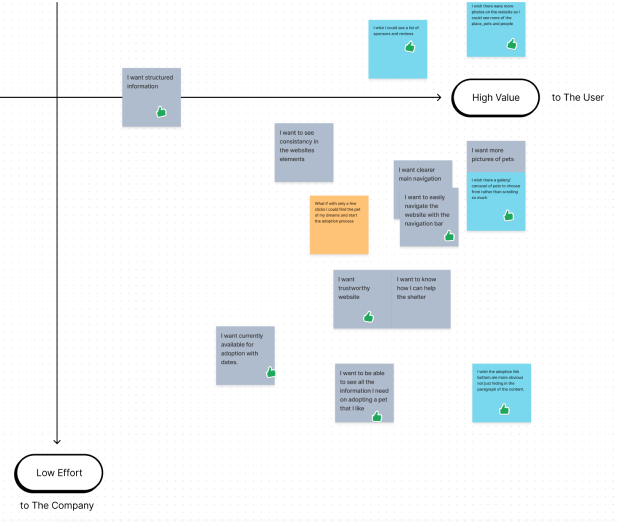 I wish there were more
photos on the website so I
could see more of the
place, pets and people
I wish I could see a list of
sponsors and reviews
I want structured
information
High Value
to The User
I want to see
consistancy in
the websites
elements
I want more
pictures of pets
I want clearer
main navigation
I wish there a gallery/
carousel of pets to choose
from rather than scrolling
so much
I want to easily
navigate the
website with the
navigation bar
What if with only a few
clicks I could find the pet
of my dreams and start
the adoption process
I want
trustworthy
website
I want to know
how I can help
the shelter
I want currently
available for
adoption with
dates.
I want to be able
to see all the
information I need
on adopting a pet
that I like
I wish the adoption link
buttons are more obvious
not just hiding in the
paragraph of the content.
Low Effort
to The Company